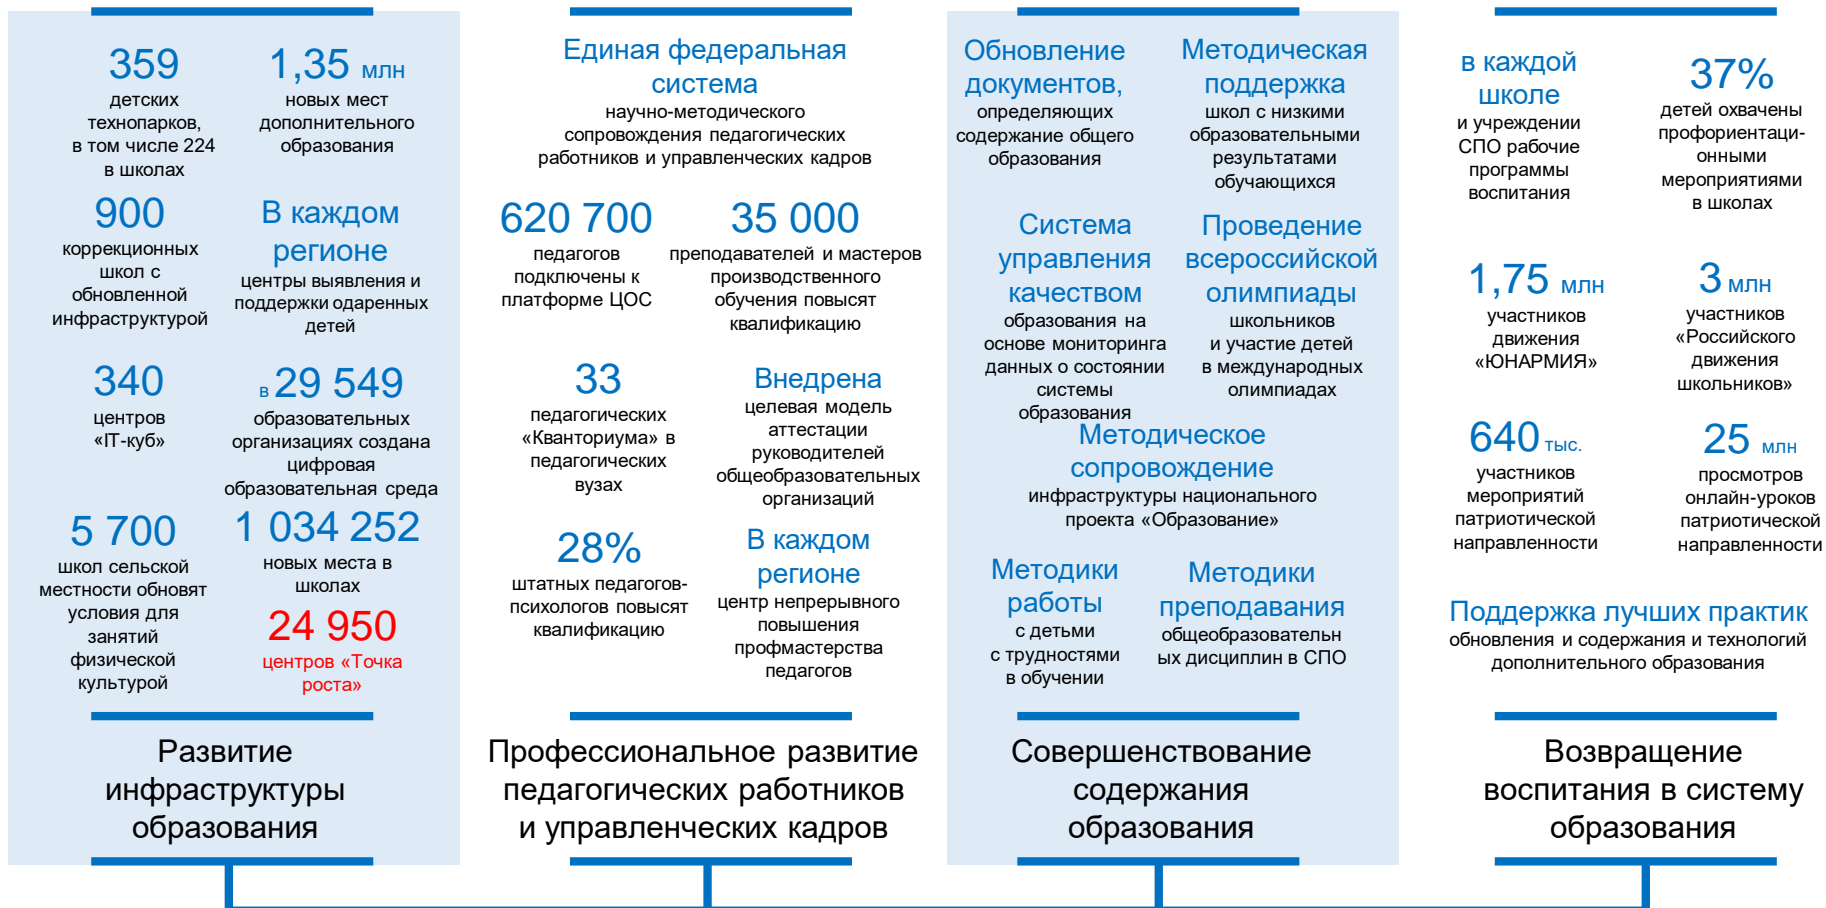 359
детских
технопарков,
в том числе 224
в школах
1,35 млн
новых мест
дополнительного
образования
900
коррекционных
школ с
обновленной
инфраструктурой
В каждом
регионе
центры выявления и
поддержки одаренных
детей
340
центров
«IT-куб»
в 29 549
образовательных
организациях создана
цифровая
образовательная среда
5 700
школ сельской
местности обновят
условия для
занятий
физической
культурой
1 034 252
новых места в
школах
24 950
центров «Точка
роста»
Развитие
инфраструктуры
образования
Единая федеральная
система
научно-методического
сопровождения педагогических
работников и управленческих кадров
620 700
педагогов
подключены к
платформе ЦОС
35 000
преподавателей и мастеров
производственного
обучения повысят
квалификацию
33
педагогических
«Кванториума» в
педагогических
вузах
Внедрена
целевая модель
аттестации
руководителей
общеобразовательных
организаций
28%
штатных педагогов-
психологов повысят
квалификацию
В каждом
регионе
центр непрерывного
повышения
профмастерства
педагогов
Профессиональное развитие
педагогических работников
и управленческих кадров
Обновление
документов,
определяющих
содержание общего
образования
Методическая
поддержка
школ с низкими
образовательными
результатами
обучающихся
Система
управления
качеством
образования на
основе мониторинга
данных о состоянии
системы
образования
Проведение
всероссийской
олимпиады
школьников
и участие детей
в международных
олимпиадах
Методическое
сопровождение
инфраструктуры национального
проекта «Образование»
Методики
работы
с детьми
с трудностями
в обучении
Методики
преподавания
общеобразовательн
ых дисциплин в СПО
Совершенствование
содержания
образования
в каждой
школе
и учреждении
СПО рабочие
программы
воспитания
37%
детей охвачены
профориентаци-
онными
мероприятиями
в школах
1,75 млн
участников
движения
«ЮНАРМИЯ»
3 млн
участников
«Российского
движения
школьников»
640 тыс.
участников
мероприятий
патриотической
направленности
25 млн
просмотров
онлайн-уроков
патриотической
направленности
Поддержка лучших практик
обновления и содержания и технологий
дополнительного образования
Возвращение
воспитания в систему
образования